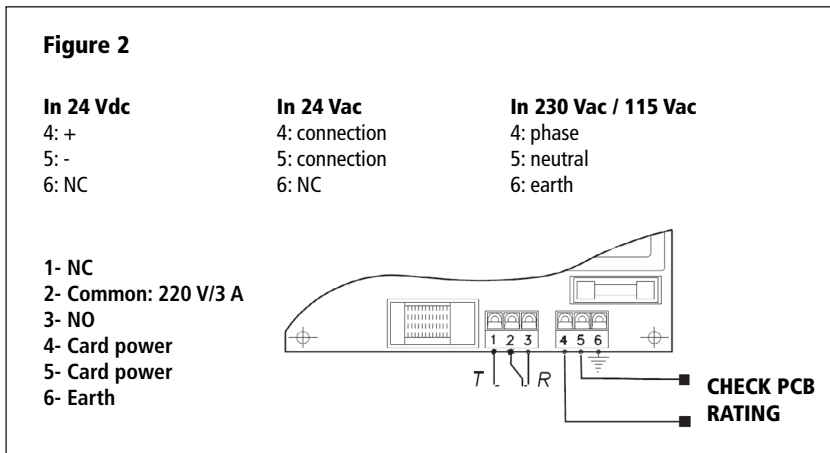 Figure 2
In 24 Vdc
4: +
5: -
6: NC
In 24 Vac
4: connection
5: connection
6: NC
In 230 Vac / 115 Vac
4: phase
5: neutral
6: earth
1- NC
2- Common: 220 V/3 A
3- NO
4- Card power
5- Card power
6- Earth
1 2 3 4 5 6
T R
CHECK PCB
RATING